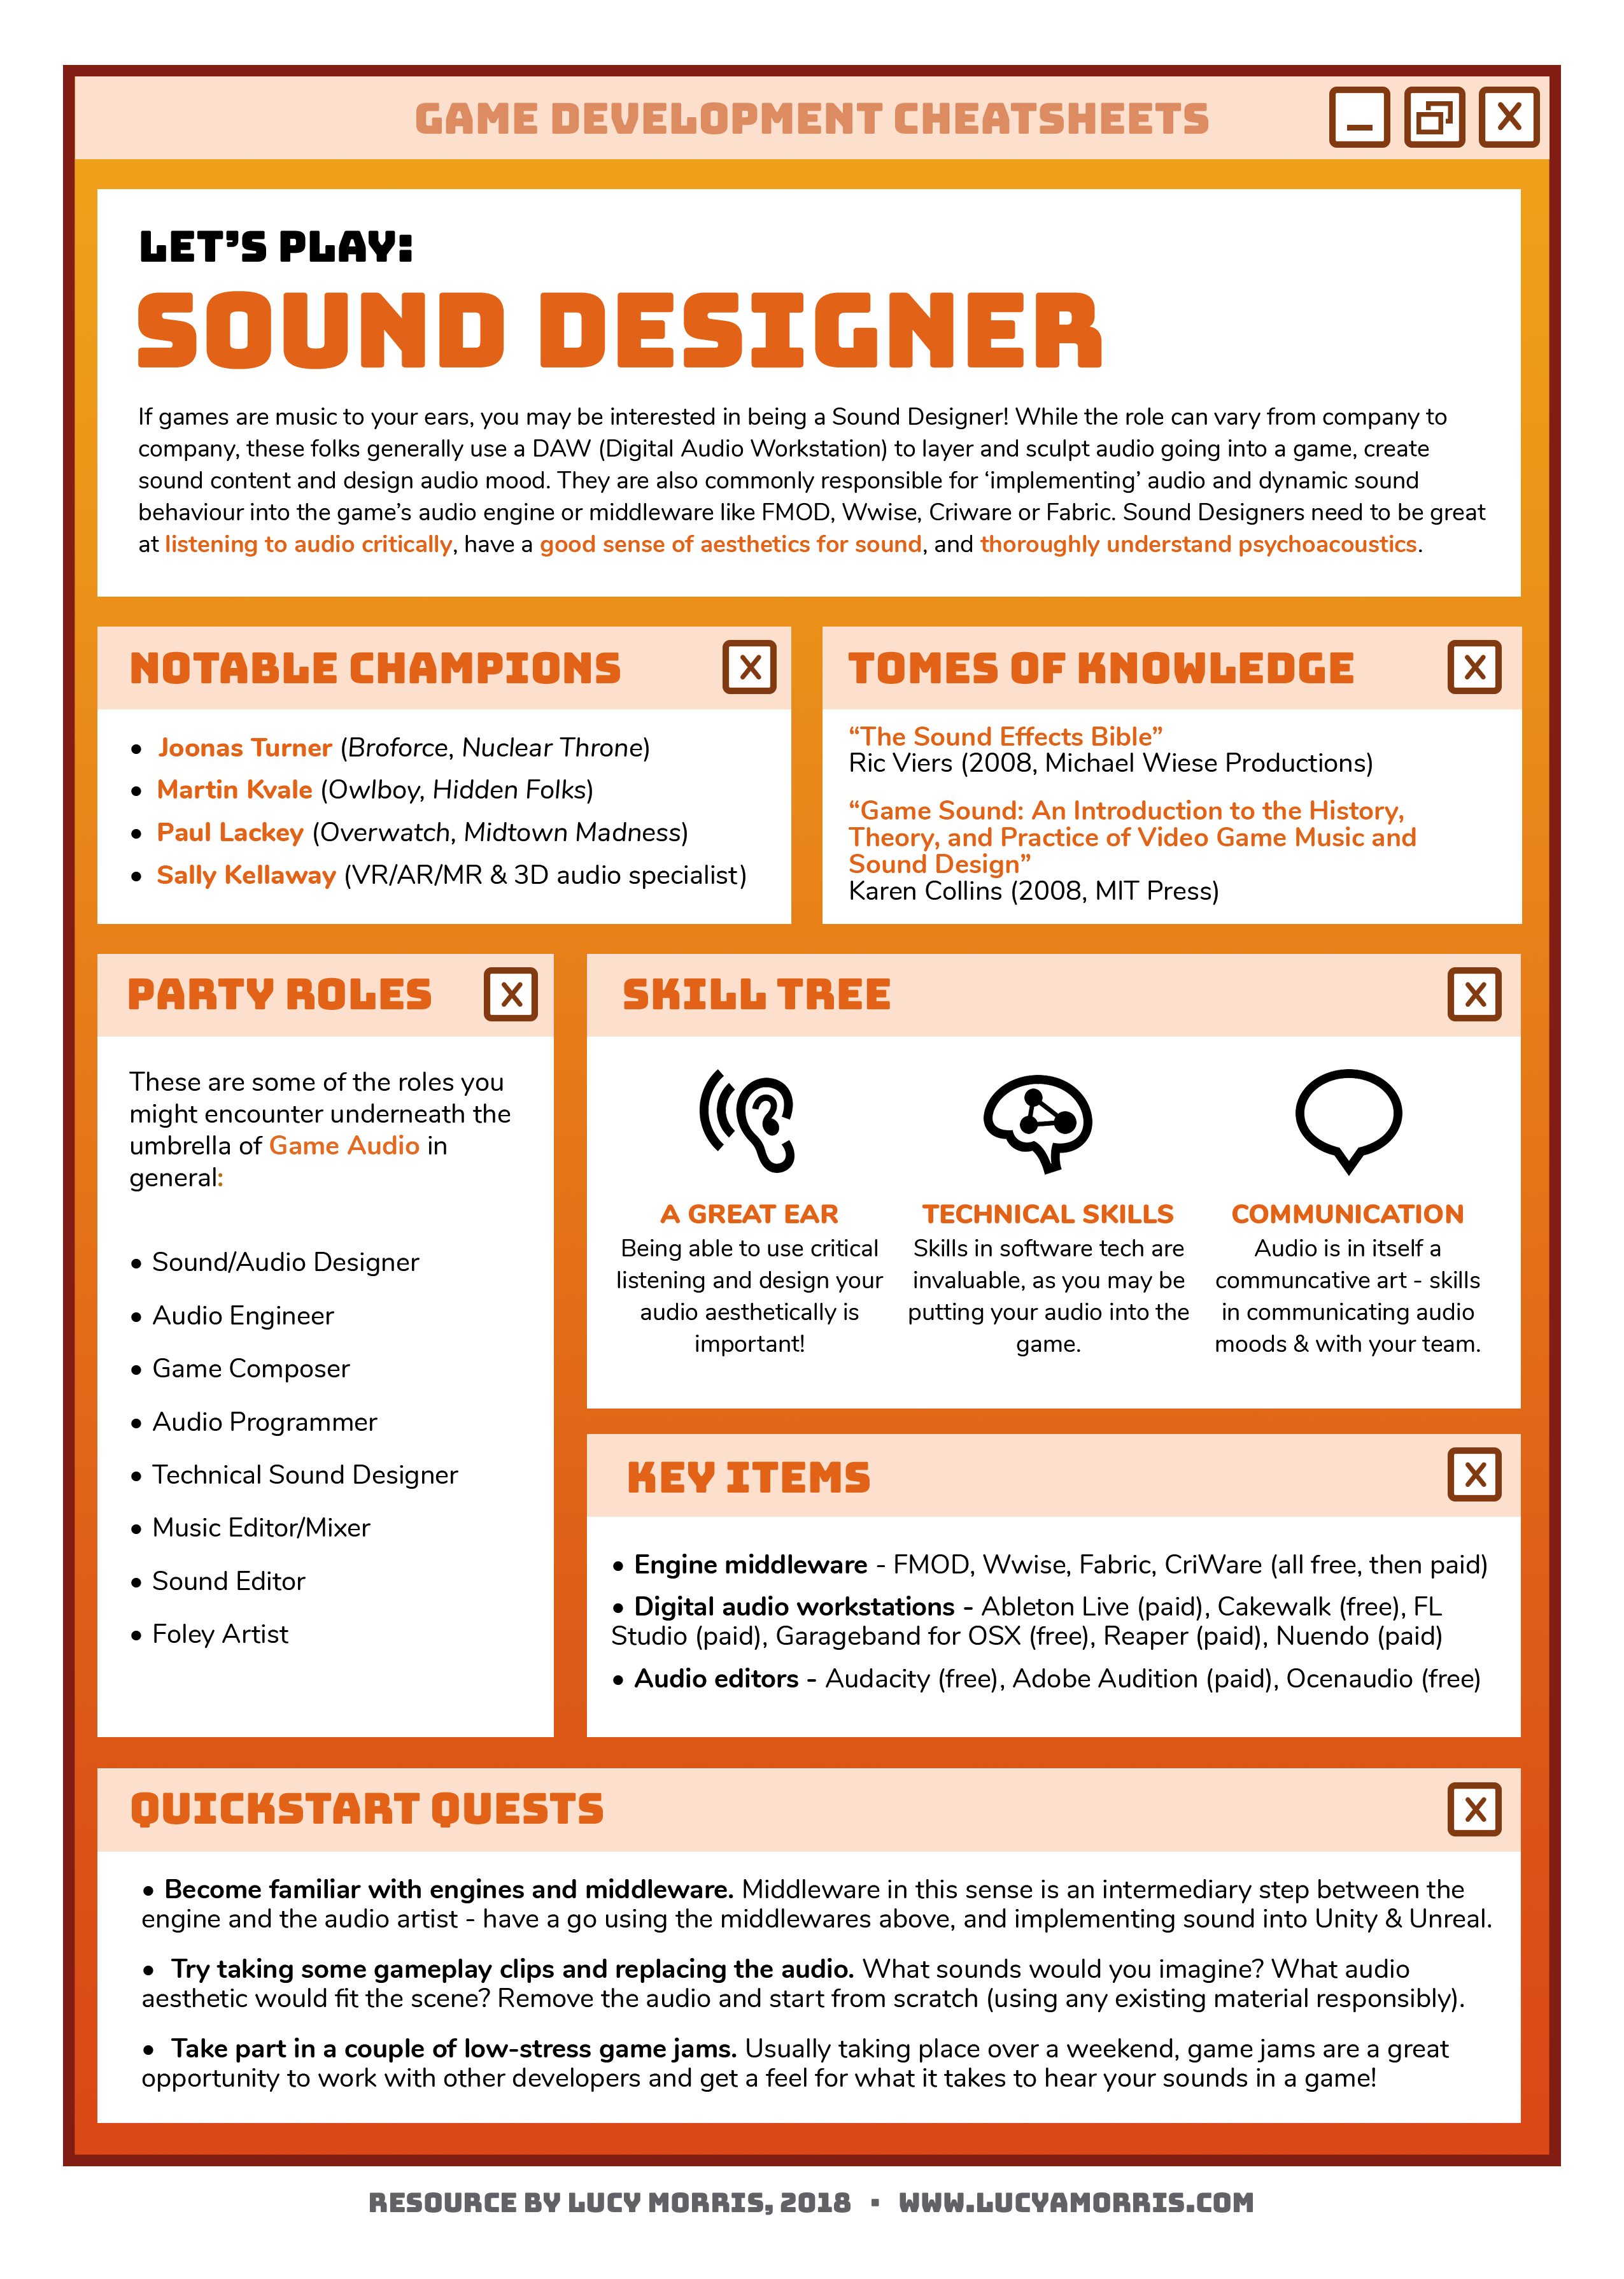 GAME DEVELOPMENT CHEATSHEETS
LET'S PLAY:
SOUND DESIGNER
If games are music to your ears, you may be interested in being a Sound Designer! While the role can vary from company to
company, these folks generally use a DAW (Digital Audio Workstation) to layer and sculpt audio going into a game, create
sound content and design audio mood. They are also commonly responsible for ‘implementing’ audio and dynamic sound
behaviour into the game’s audio engine or middleware like FMOD, Wwise, Criware or Fabric. Sound Designers need to be great
at listening to audio critically, have a good sense of aesthetics for sound, and thoroughly understand psychoacoustics.
NOTABLE CHAMPIONS
X
• Joonas Turner (Broforce, Nuclear Throne)
• Martin Kvale (Owlboy, Hidden Folks)
• Paul Lackey (Overwatch, Midtown Madness)
• Sally Kellaway (VR/AR/MR & 3D audio specialist)
TOMES OF KNOWLEDGE
X
“The Sound Effects Bible”
Ric Viers (2008, Michael Wiese Productions)
“Game Sound: An Introduction to the History,
Theory, and Practice of Video Game Music and
Sound Design”
Karen Collins (2008, MIT Press)
PARTY ROLES
X
These are some of the roles you
might encounter underneath the
umbrella of Game Audio in
general:
• Sound/Audio Designer
• Audio Engineer
• Game Composer
• Audio Programmer
• Technical Sound Designer
• Music Editor/Mixer
• Sound Editor
• Foley Artist
SKILL TREE
X
A GREAT EAR
Being able to use critical
listening and design your
audio aesthetically is
important!
TECHNICAL SKILLS
Skills in software tech are
invaluable, as you may be
putting your audio into the
game.
COMMUNICATION
Audio is in itself a
communcative art - skills
in communicating audio
moods & with your team.
KEY ITEMS
X
• Engine middleware - FMOD, Wwise, Fabric, CriWare (all free, then paid)
• Digital audio workstations - Ableton Live (paid), Cakewalk (free), FL
Studio (paid), Garageband for OSX (free), Reaper (paid), Nuendo (paid)
• Audio editors - Audacity (free), Adobe Audition (paid), Ocenaudio (free)
QUICKSTART QUESTS
X
• Become familiar with engines and middleware. Middleware in this sense is an intermediary step between the
engine and the audio artist - have a go using the middlewares above, and implementing sound into Unity & Unreal.
• Try taking some gameplay clips and replacing the audio. What sounds would you imagine? What audio
aesthetic would fit the scene? Remove the audio and start from scratch (using any existing material responsibly).
• Take part in a couple of low-stress game jams. Usually taking place over a weekend, game jams are a great
opportunity to work with other developers and get a feel for what it takes to hear your sounds in a game!
RESOURCE BY LUCY MORRIS, 2018 · WWW.LUCYAMORRIS.COM